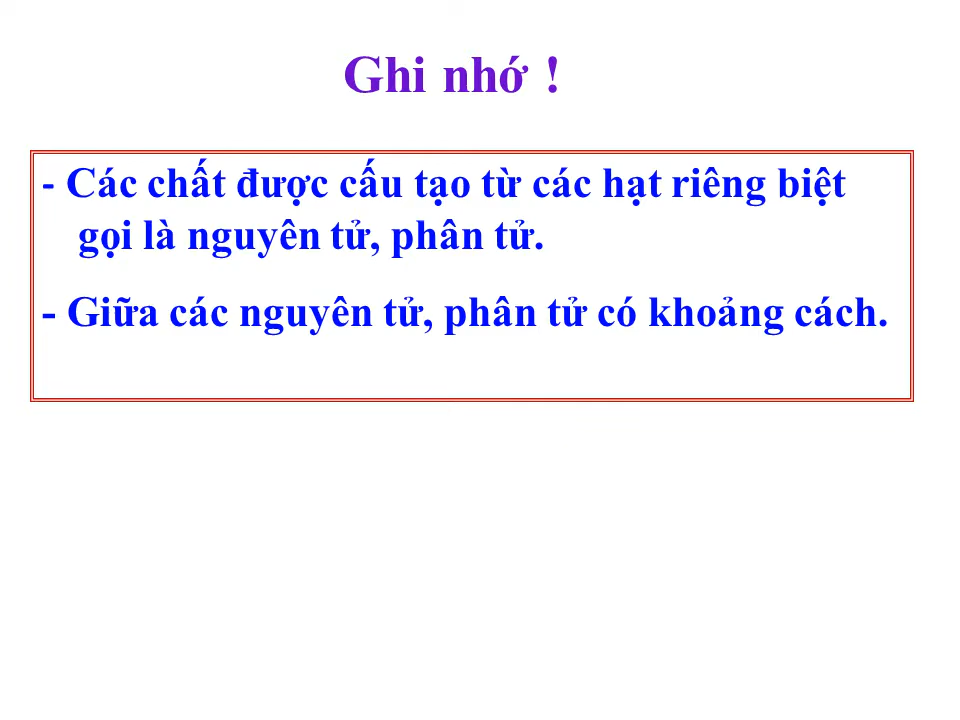 Ghi nhớ !
- Các chất được cấu tạo từ các hạt riêng biệt
gọi là nguyên tử, phân tử.
- Giữa các nguyên tử, phân tử có khoảng cách.